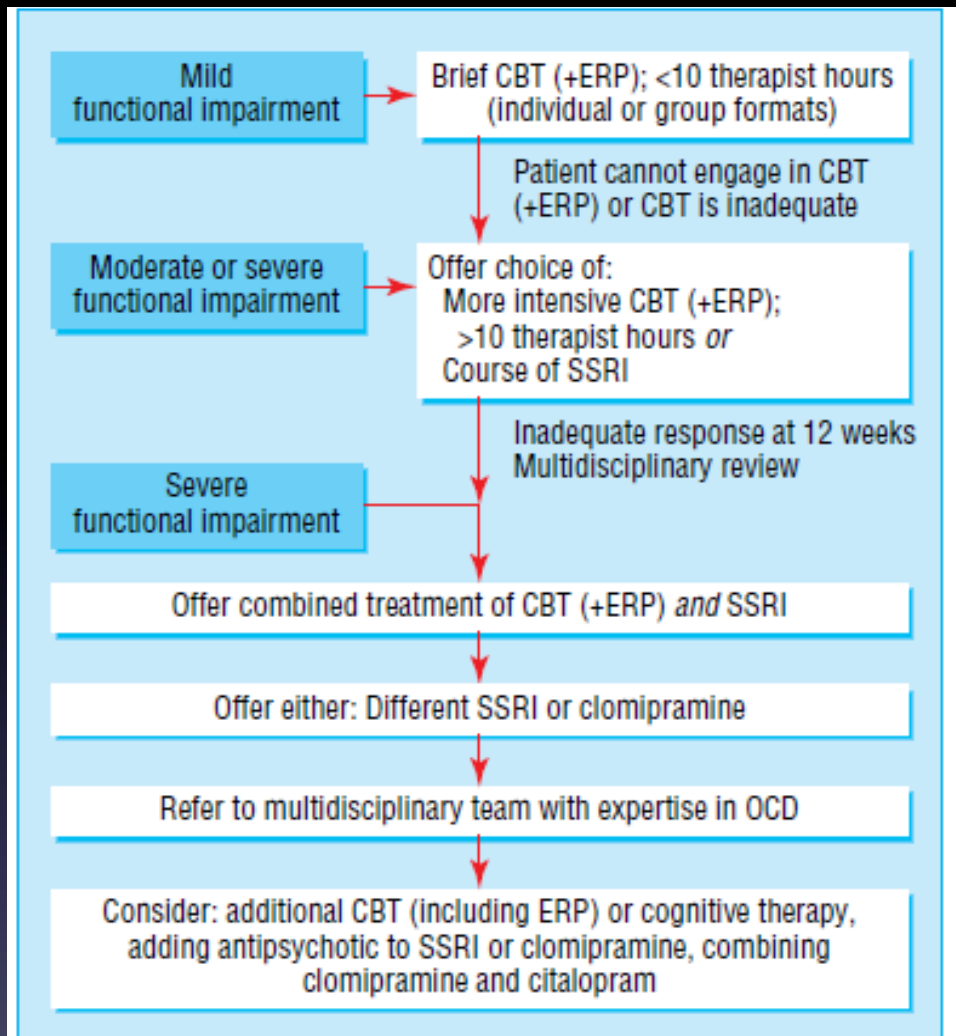 Mild
functional impairment
Brief CBT (+ERP); <10 therapist hours
(individual or group formats)
Patient cannot engage in CBT
(+ERP) or CBT is inadequate
Moderate or severe
functional impairment
Offer choice of:
More intensive CBT (+ERP);
>10 therapist hours or
Course of SSRI
Inadequate response at 12 weeks
Multidisciplinary review
Severe
functional impairment
Offer combined treatment of CBT (+ERP) and SSRI
Offer either: Different SSRI or clomipramine
Refer to multidisciplinary team with expertise in OCD
Consider: additional CBT (including ERP) or cognitive therapy,
adding antipsychotic to SSRI or clomipramine, combining
clomipramine and citalopram